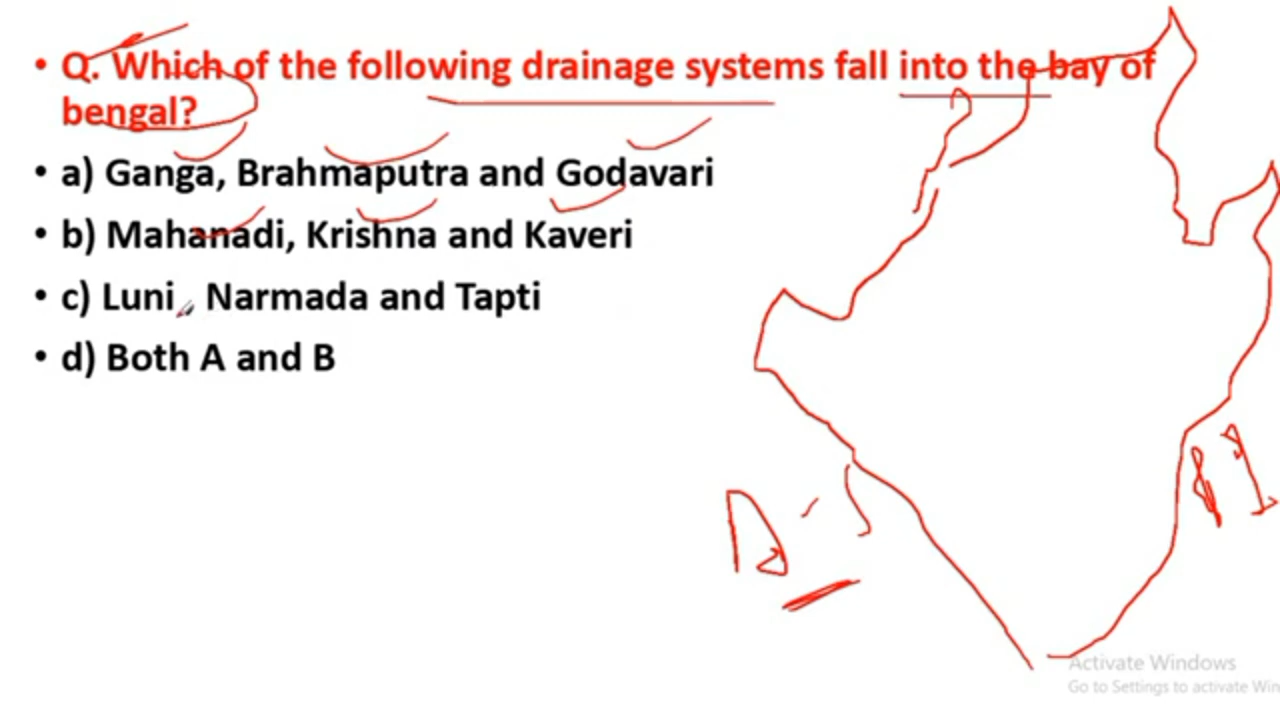 • Q. Which of the following drainage systems fall into the bay of
bengal?
• a) Ganga, Brahmaputra and Godavari
• b) Mahanadi, Krishna and Kaveri
• c) Luni, Narmada and Tapti
• d) Both A and B
Activate Windows
Go to Settings to activate Win